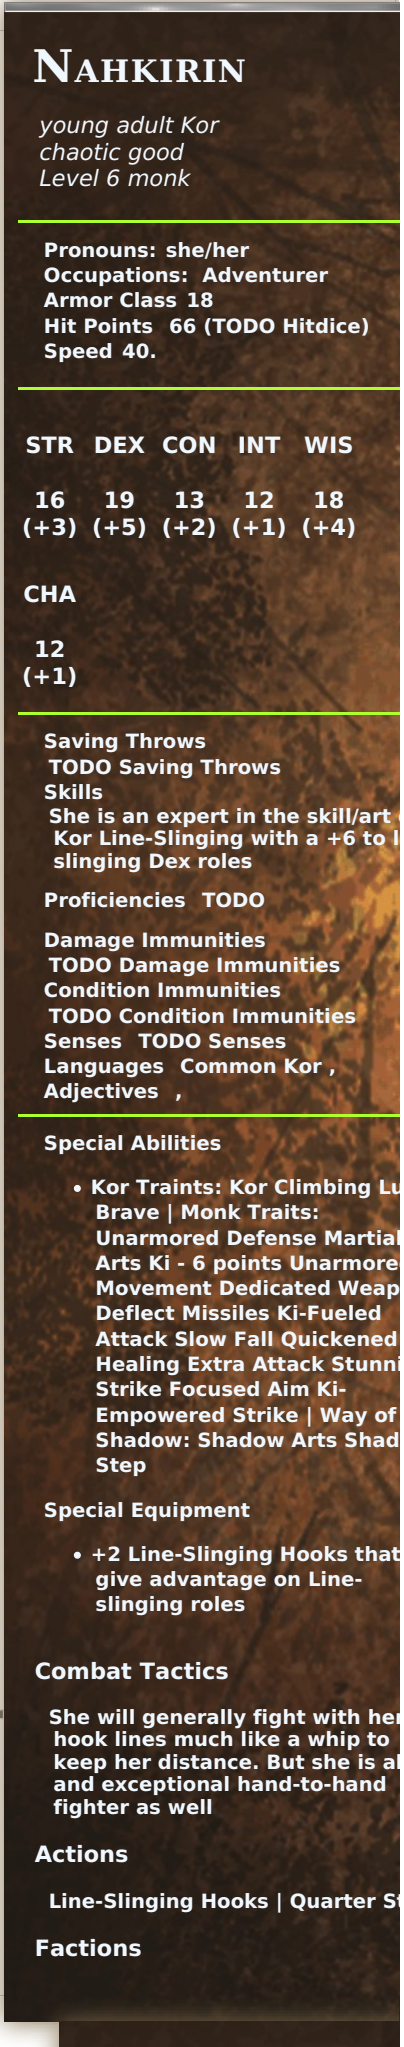 NAHKIRIN
young adult Kor
chaotic good
Level 6 monk
Pronouns: she/her
Occupations: Adventurer
Armor Class 18
Hit Points 66 (TODO Hitdice)
Speed 40.
STR DEX CON INT WIS
16 19 13 12 18
(+3) (+5) (+2) (+1) (+4)
CHA
12
(+1)
Saving Throws
TODO Saving Throws
Skills
She is an expert in the skill/art
Kor Line-Slinging with a +6 to
slinging Dex roles
Proficiencies TODO
Damage Immunities
TODO Damage Immunities
Condition Immunities
TODO Condition Immunities
Senses TODO Senses
Languages Common Kor ,
Adjectives ,
Special Abilities
• Kor Traints: Kor Climbing
Brave | Monk Traits:
Unarmored Defense Martial
Arts Ki - 6 points
Movement Dedicated
Deflect Missiles Ki-Fueled
Attack Slow Fall Quickened
Healing Extra Attack
Strike Focused Aim Ki-
Empowered Strike | Way of
Shadow: Shadow Arts
Step
Special Equipment
• +2 Line-Slinging Hooks that
give advantage on Line-
slinging roles
Combat Tactics
She will generally fight with her
hook lines much like a whip to
keep her distance. But she is
and exceptional hand-to-hand
fighter as well
Actions
Line-Slinging Hooks | Quarter
Factions